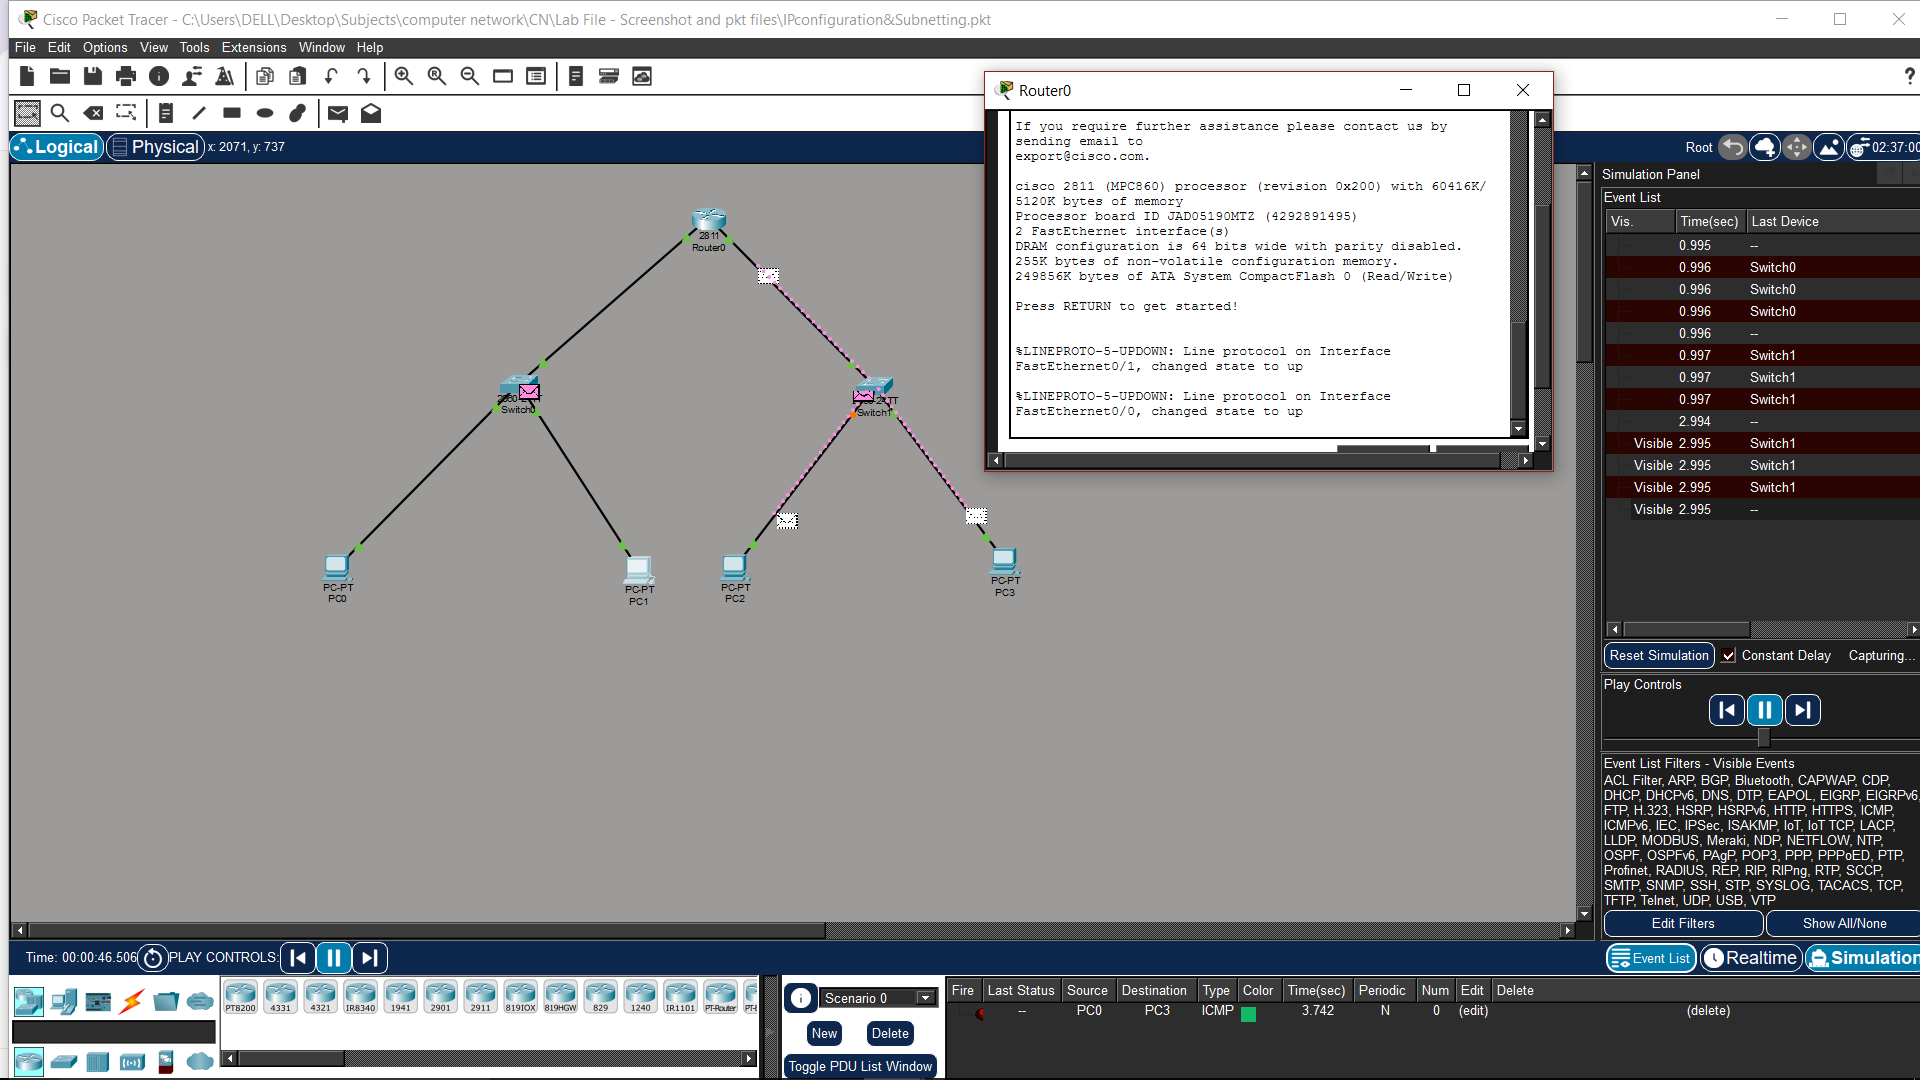 Cisco Packet Tracer - C:\Users\DELL\Desktop\Subjects\computer network\CN\Lab File - Screenshot and pkt files\IPconfiguration&Subnetting.pkt
File Edit Options View Tools Extensions Window Help
?
Logical Physical x: 2071, y: 737
Root 02:37:00
2811
Router0
Switch0
Switch1
PC-PT
PC0
PC-PT
PC1
PC-PT
PC2
PC-PT
PC3
Router0
If you require further assistance please contact us by
sending email to
export@cisco.com.
cisco 2811 (MPC860) processor (revision 0x200) with 60416K/
5120K bytes of memory
Processor board ID JAD05190MTZ (4292891495)
2 FastEthernet interface(s)
DRAM configuration is 64 bits wide with parity disabled.
255K bytes of non-volatile configuration memory.
249856K bytes of ATA System CompactFlash 0 (Read/Write)
Press RETURN to get started!
%LINEPROTO-5-UPDOWN: Line protocol on Interface
FastEthernet0/1, changed state to up
%LINEPROTO-5-UPDOWN: Line protocol on Interface
FastEthernet0/0, changed state to up
Simulation Panel
Event List
Vis. Time(sec) Last Device
0.995 --
0.996 Switch0
0.996 Switch0
0.996 Switch0
0.996 --
0.997 Switch1
0.997 Switch1
0.997 Switch1
2.994 --
Visible 2.995 Switch1
Visible 2.995 Switch1
Visible 2.995 Switch1
Visible 2.995 --
Reset Simulation Constant Delay Capturing...
Play Controls
Event List Filters - Visible Events
ACL Filter, ARP, BGP, Bluetooth, CAPWAP, CDP,
DHCP, DHCPv6, DNS, DTP, EAPOL, EIGRP, EIGRPv6,
FTP, H.323, HSRP, HSRPv6, HTTP, HTTPS, ICMP,
ICMPv6, IEC, IPSec, ISAKMP, IoT, IoT TCP, LACP,
LLDP, MODBUS, Meraki, NDP, NETFLOW, NTP,
OSPF, OSPFv6, PAgP, POP3, PPP, PPPoED, PTP,
Profinet, RADIUS, REP, RIP, RIPng, RTP, SCCP,
SMTP, SNMP, SSH, STP, SYSLOG, TACACS, TCP,
TFTP, Telnet, UDP, USB, VTP
Edit Filters Show All/None
Time: 00:00:46.506 PLAY CONTROLS:
Event List Realtime Simulation
PT8200 4331 4321 IR8340 1941 2901 2911 819IOX 819HGW 829 1240 IR1101 PT-Router
Scenario 0
New Delete
Toggle PDU List Window
Fire Last Status Source Destination Type Color Time(sec) Periodic Num Edit Delete
-- PC0 PC3 ICMP 3.742 N 0 (edit) (delete)